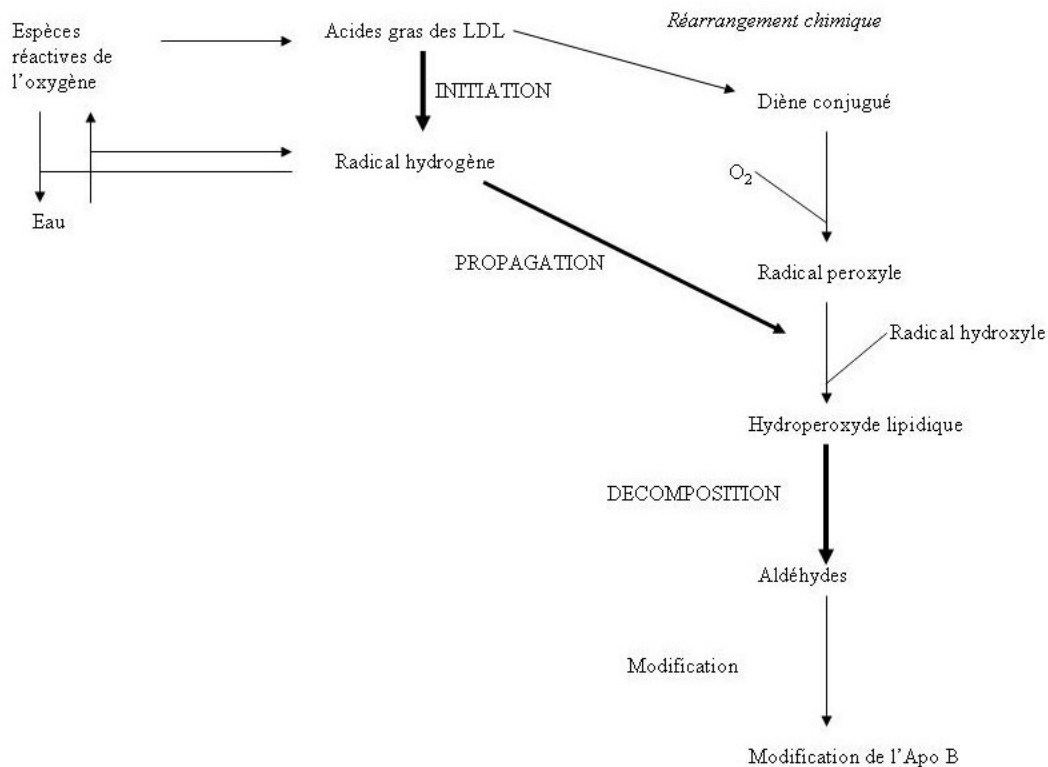 Réarrangement chimique
Espèces
réactives de
l’oxygène
Acides gras des LDL
INITIATION
Diène conjugué
Radical hydrogène
O2
Eau
PROPAGATION
Radical peroxyle
Radical hydroxyle
Hydroperoxyde lipidique
DECOMPOSITION
Aldéhydes
Modification
Modification de l’Apo B